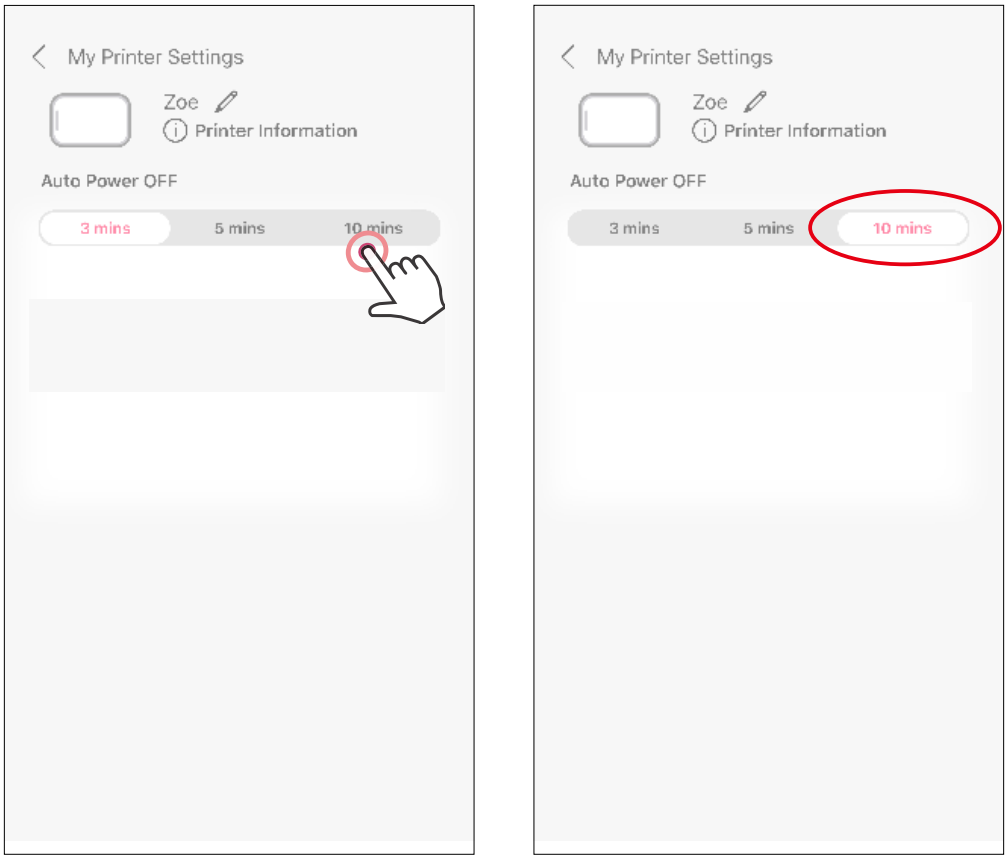 My Printer Settings
Zoe
Printer Information
Auto Power OFF
3 mins 5 mins 10 mins
My Printer Settings
Zoe
Printer Information
Auto Power OFF
3 mins 5 mins 10 mins